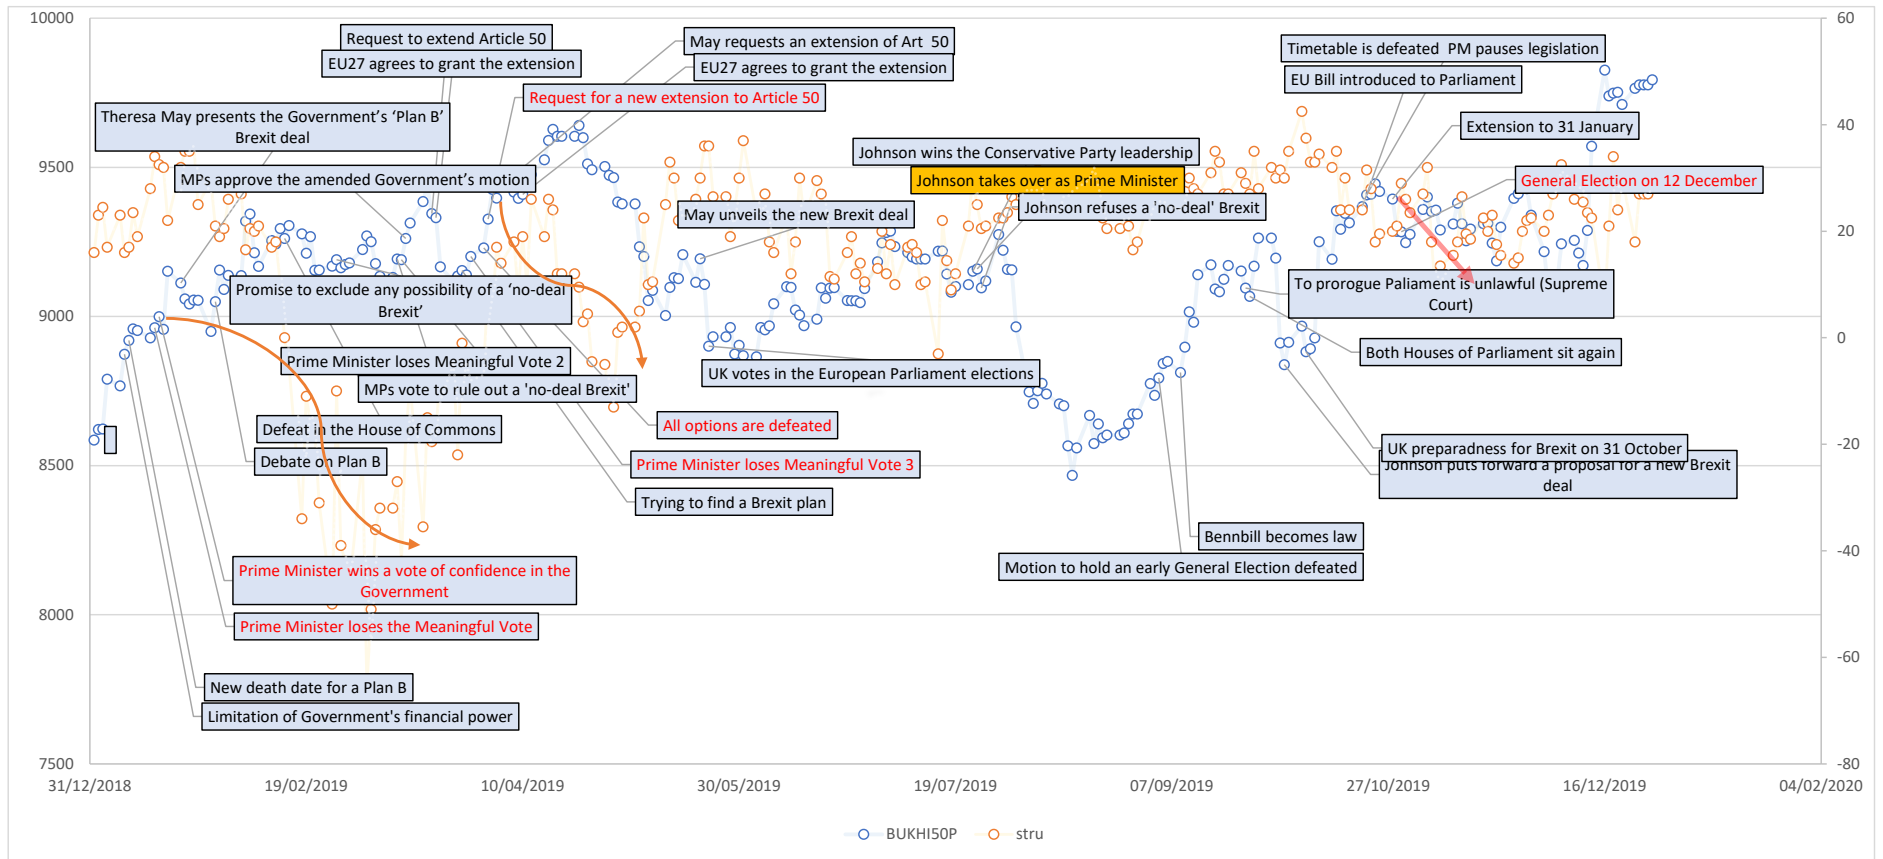 10000
9500
9000
8500
8000
7500
60
40
20
0
-20
-40
-60
-80
Request to extend Article 50
EU27 agrees to grant the extension
May requests an extension of Art 50
EU27 agrees to grant the extension
Request for a new extension to Article 50
Theresa May presents the Government's 'Plan B'
Brexit deal
MPs approve the amended Government's motion
Timetable is defeated PM pauses legislation
EU Bill introduced to Parliament
Extension to 31 January
General Election on 12 December
Johnson wins the Conservative Party leadership
Johnson takes over as Prime Minister
Johnson refuses a 'no-deal' Brexit
May unveils the new Brexit deal
Promise to exclude any possibility of a 'no-deal
Brexit'
To prorogue Paliament is unlawful (Supreme
Court)
Both Houses of Parliament sit again
Prime Minister loses Meaningful Vote 2
MPs vote to rule out a 'no-deal Brexit'
UK votes in the European Parliament elections
All options are defeated
Defeat in the House of Commons
Debate on Plan B
Prime Minister loses Meaningful Vote 3
Trying to find a Brexit plan
UK preparadness for Brexit on 31 October
Johnson puts forward a proposal for a new Brexit
deal
Bennbill becomes law
Motion to hold an early General Election defeated
Prime Minister wins a vote of confidence in the
Government
Prime Minister loses the Meaningful Vote
New death date for a Plan B
Limitation of Government's financial power
31/12/2018
19/02/2019
10/04/2019
30/05/2019
19/07/2019
07/09/2019
27/10/2019
16/12/2019
04/02/2020
BUKHI50P
stru